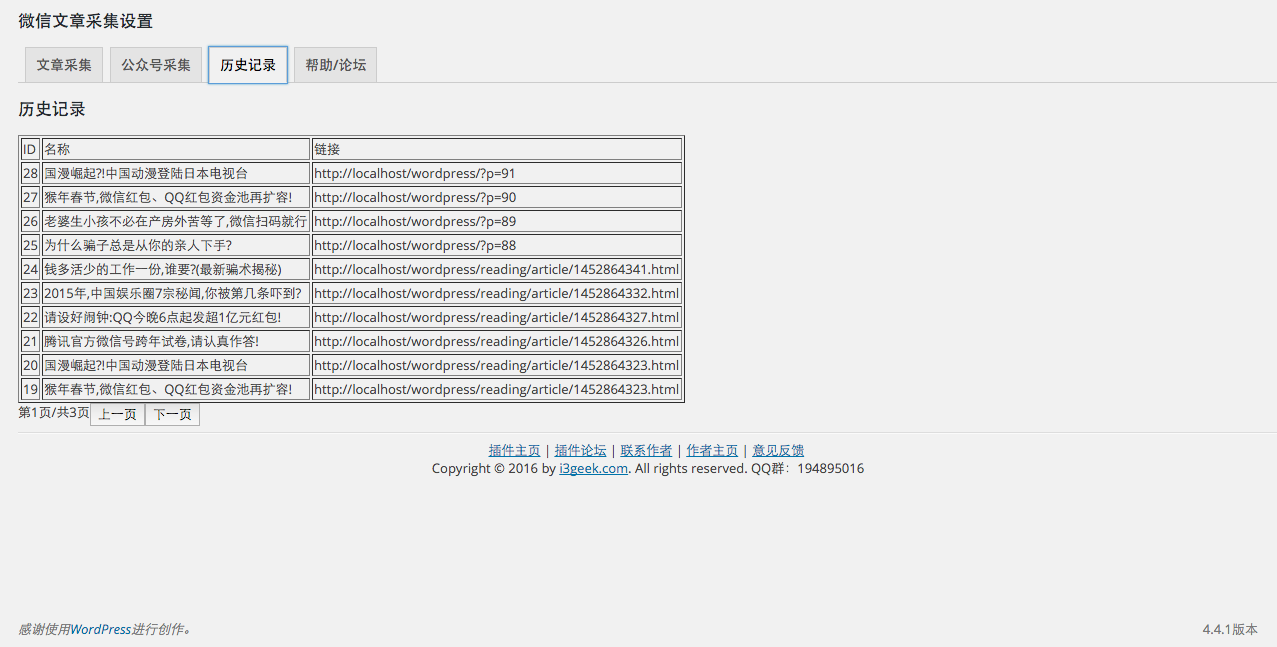 微信文章采集设置
文章采集 公众号采集 历史记录 帮助/论坛
历史记录
ID 名称 链接
28 国漫崛起?!中国动漫登陆日本电视台 http://localhost/wordpress/?p=91
27 猴年春节,微信红包、QQ红包资金池再扩容! http://localhost/wordpress/?p=90
26 老婆生小孩不必在产房外苦等了,微信扫码就行 http://localhost/wordpress/?p=89
25 为什么骗子总是从你的亲人下手? http://localhost/wordpress/?p=88
24 钱多活少的工作一份,谁要?(最新骗术揭秘) http://localhost/wordpress/reading/article/1452864341.html
23 2015年,中国娱乐圈7宗秘闻,你被第几条吓到? http://localhost/wordpress/reading/article/1452864332.html
22 请设好闹钟:QQ今晚6点起发超1亿元红包! http://localhost/wordpress/reading/article/1452864327.html
21 腾讯官方微信号跨年试卷,请认真作答! http://localhost/wordpress/reading/article/1452864326.html
20 国漫崛起?!中国动漫登陆日本电视台 http://localhost/wordpress/reading/article/1452864323.html
19 猴年春节,微信红包、QQ红包资金池再扩容! http://localhost/wordpress/reading/article/1452864323.html
第1页/共3页 上一页 下一页
插件主页 | 插件论坛 | 联系作者 | 作者主页 | 意见反馈
Copyright © 2016 by i3geek.com. All rights reserved. QQ群：194895016
感谢使用WordPress进行创作。 4.4.1版本